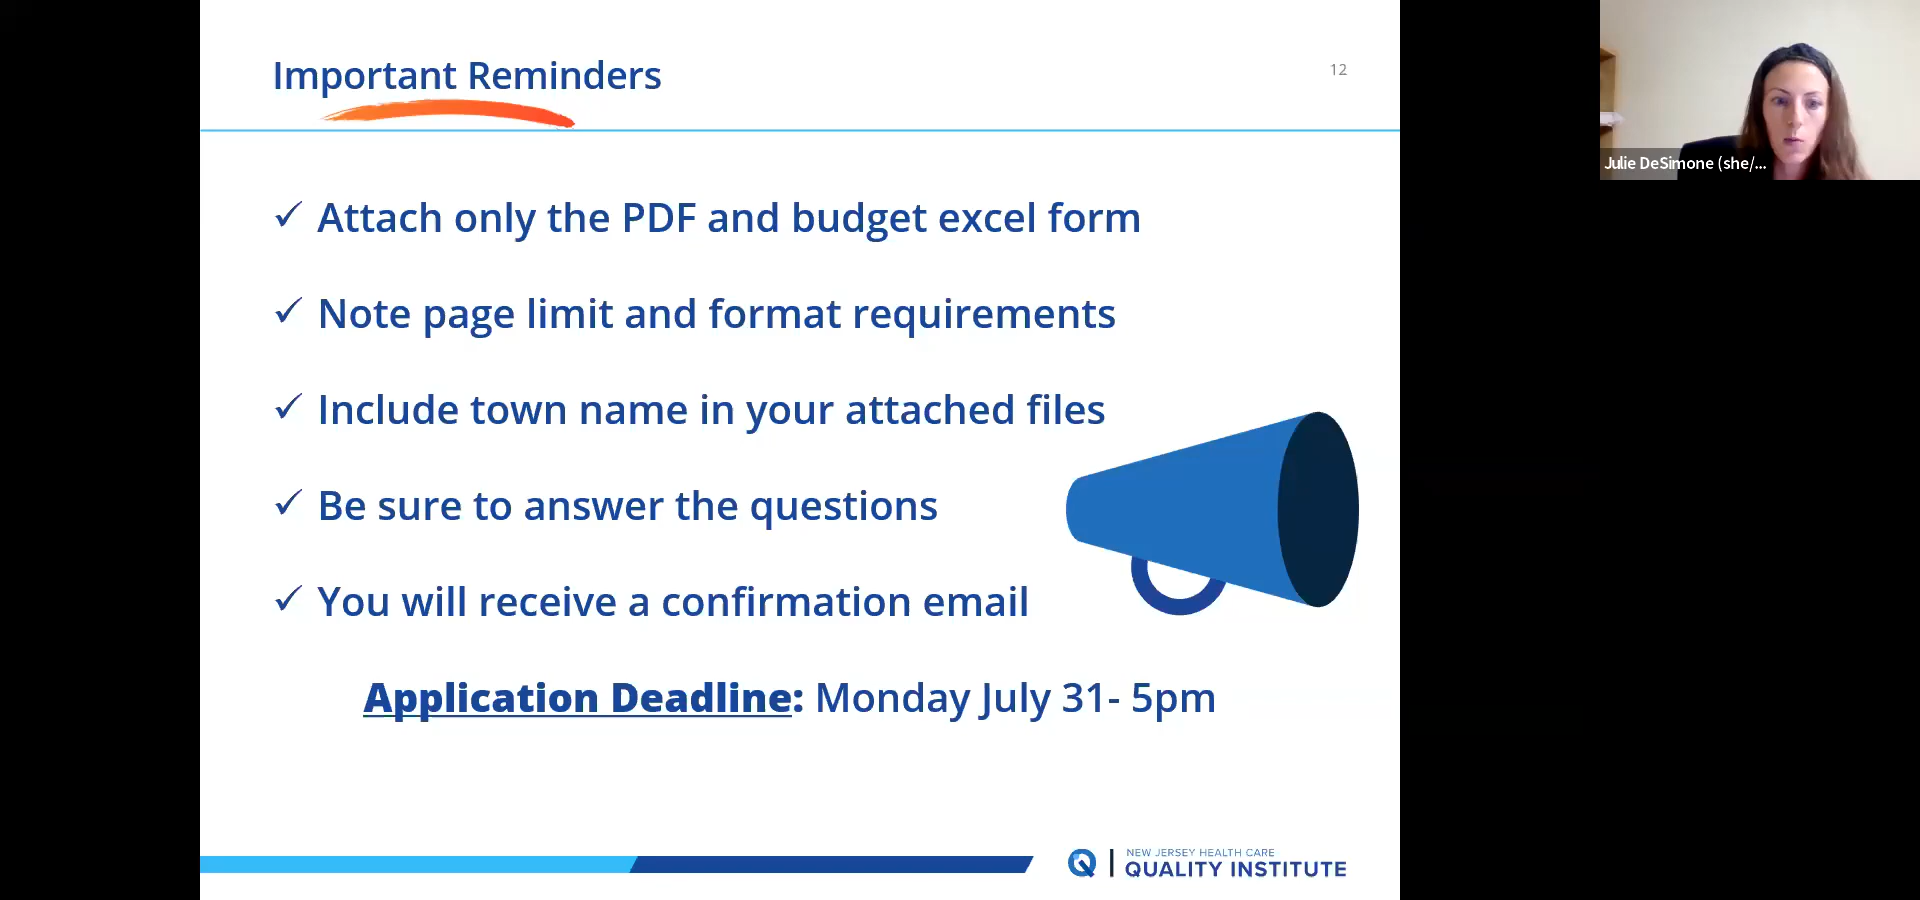 Important Reminders
12
Julie DeSimone (she/...
✓ Attach only the PDF and budget excel form
✓ Note page limit and format requirements
✓ Include town name in your attached files
✓ Be sure to answer the questions
✓ You will receive a confirmation email
Application Deadline: Monday July 31- 5pm
NEW JERSEY HEALTH CARE
QUALITY INSTITUTE